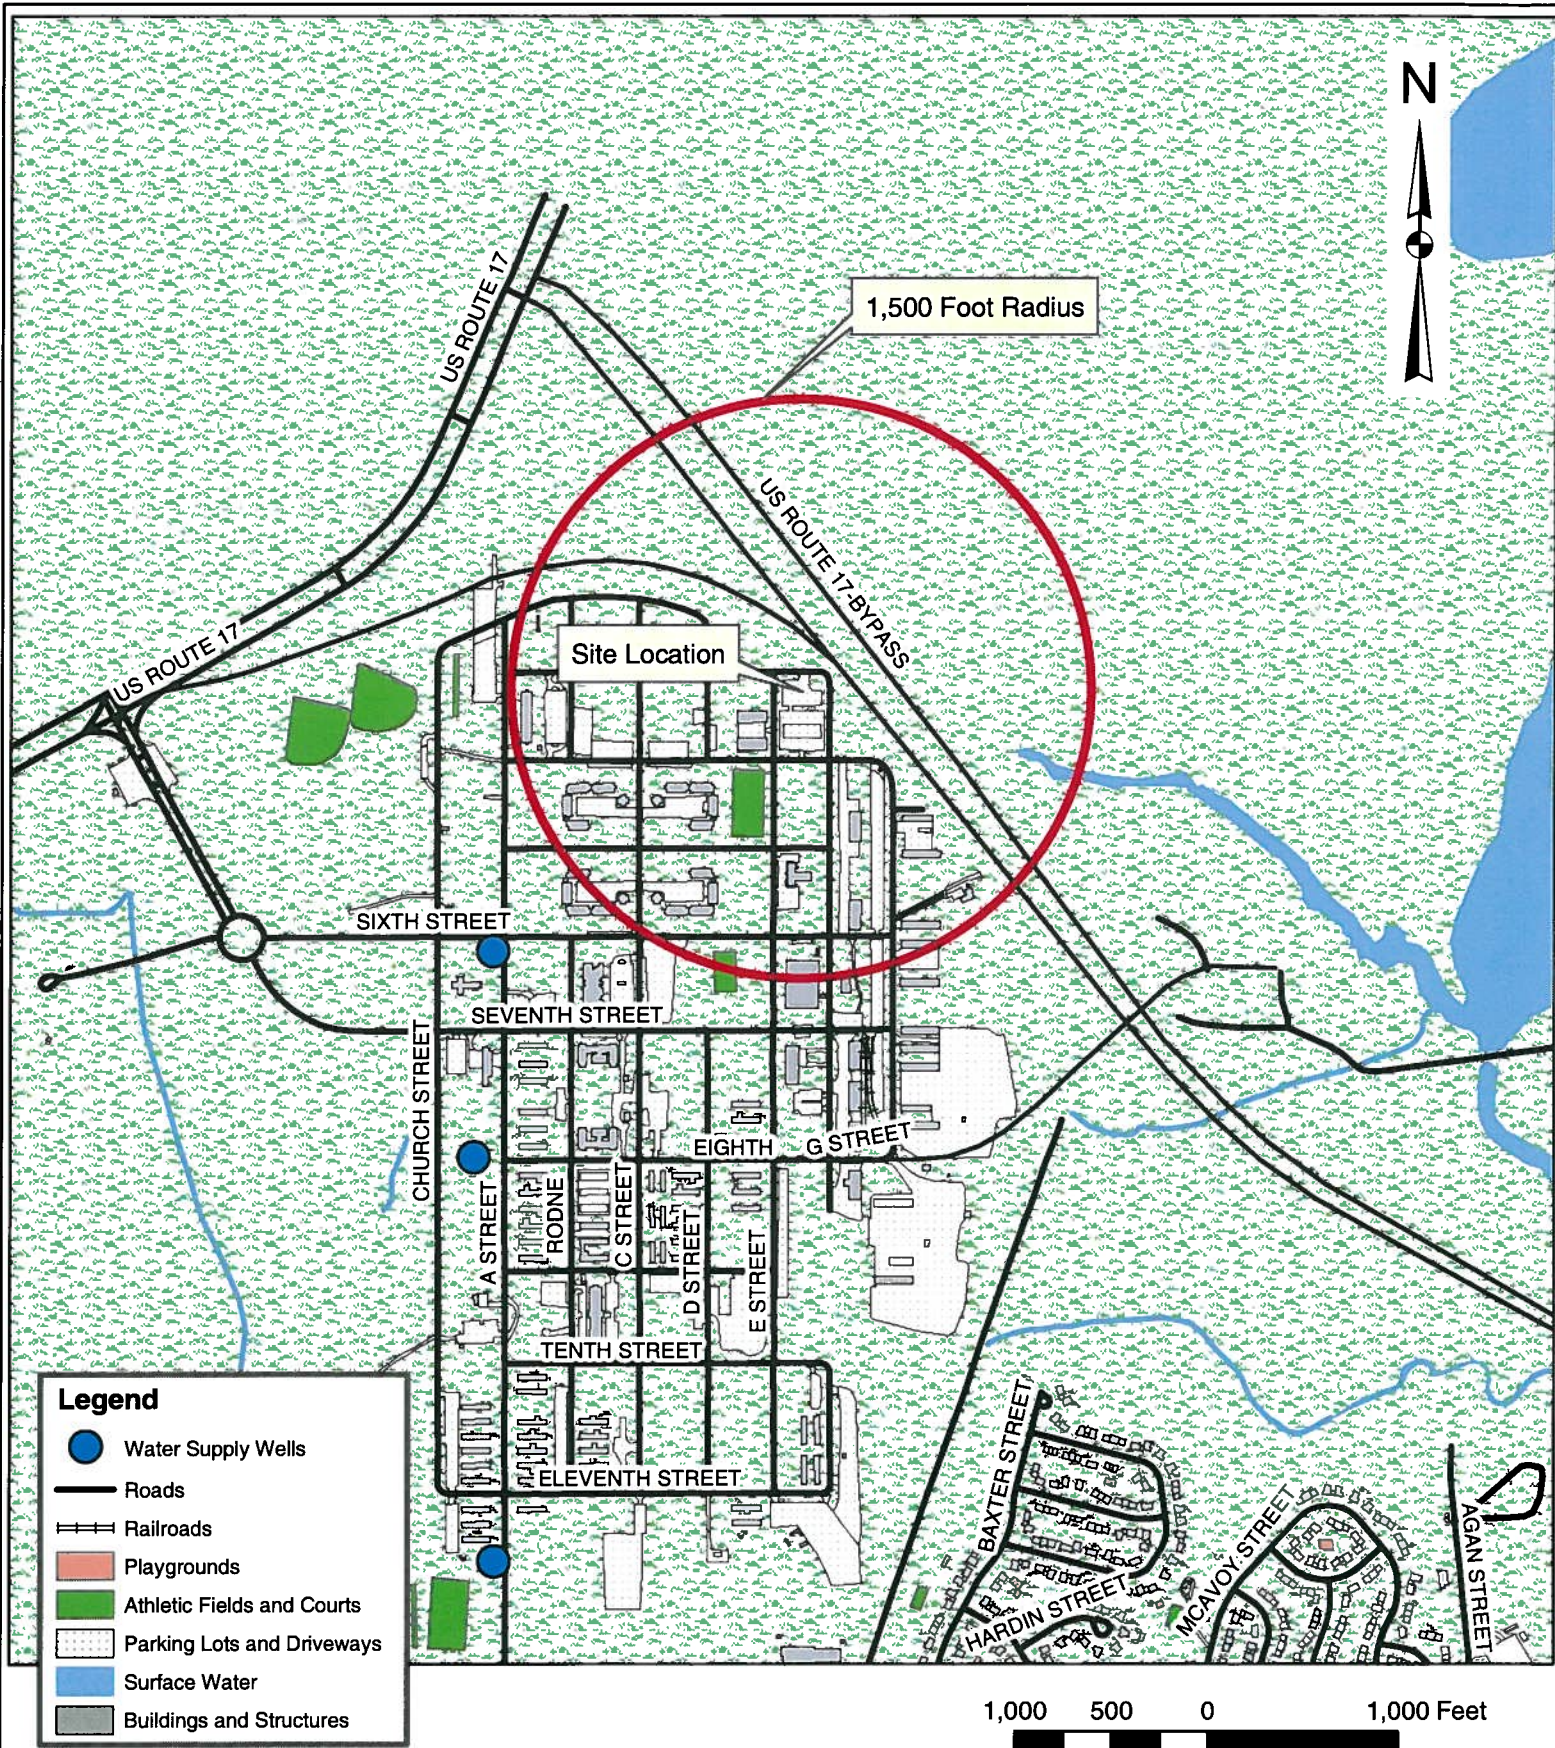 N
US ROUTE 17
1,500 Foot Radius
US ROUTE 17-BYPASS
US ROUTE 17
Site Location
SIXTH STREET
SEVENTH STREET
CHURCH STREET
EIGHTH
G STREET
A STREET
RODNE
C STREET
D STREET
E STREET
TENTH STREET
ELEVENTH STREET
BAXTER STREET
HARDIN STREET
MCAVOY STREET
AGAN STREET
Legend
Water Supply Wells
Roads
Railroads
Playgrounds
Athletic Fields and Courts
Parking Lots and Driveways
Surface Water
Buildings and Structures
1,000 500 0 1,000 Feet